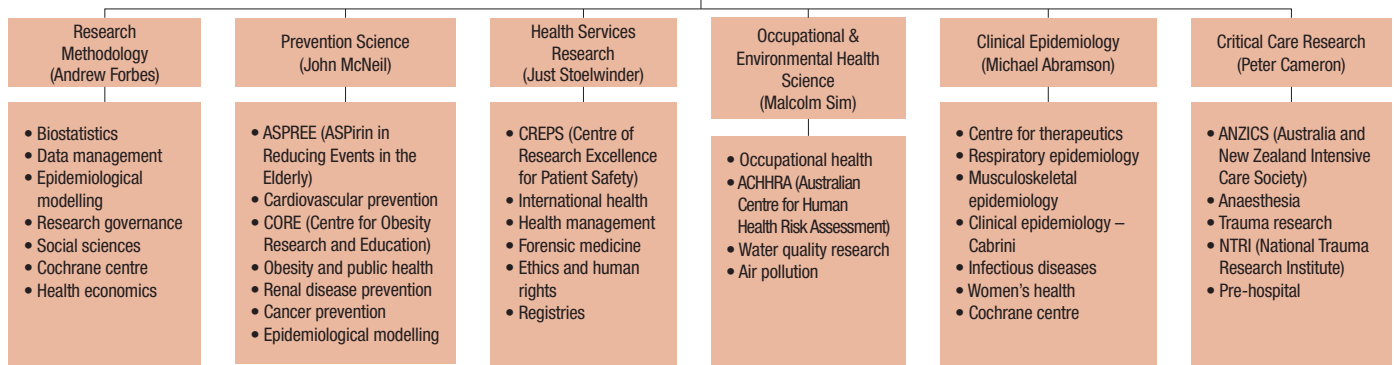 Research
Methodology
(Andrew Forbes)
• Biostatistics
• Data management
• Epidemiological
modelling
• Research governance
• Social sciences
• Cochrane centre
• Health economics
Prevention Science
(John McNeil)
• ASPREE (ASPirin in
Reducing Events in the
Elderly)
• Cardiovascular prevention
• CORE (Centre for Obesity
Research and Education)
• Obesity and public health
• Renal disease prevention
• Cancer prevention
• Epidemiological modelling
Health Services
Research
(Just Stoelwinder)
• CREPS (Centre of
Research Excellence
for Patient Safety)
• International health
• Health management
• Forensic medicine
• Ethics and human
rights
• Registries
Occupational &
Environmental Health
Science
(Malcolm Sim)
• Occupational health
• ACHHRA (Australian
Centre for Human
Health Risk Assessment)
• Water quality research
• Air pollution
Clinical Epidemiology
(Michael Abramson)
• Centre for therapeutics
• Respiratory epidemiology
• Musculoskeletal
epidemiology
• Clinical epidemiology –
Cabrini
• Infectious diseases
• Women’s health
• Cochrane centre
Critical Care Research
(Peter Cameron)
• ANZICS (Australia and
New Zealand Intensive
Care Society)
• Anaesthesia
• Trauma research
• NTRI (National Trauma
Research Institute)
• Pre-hospital